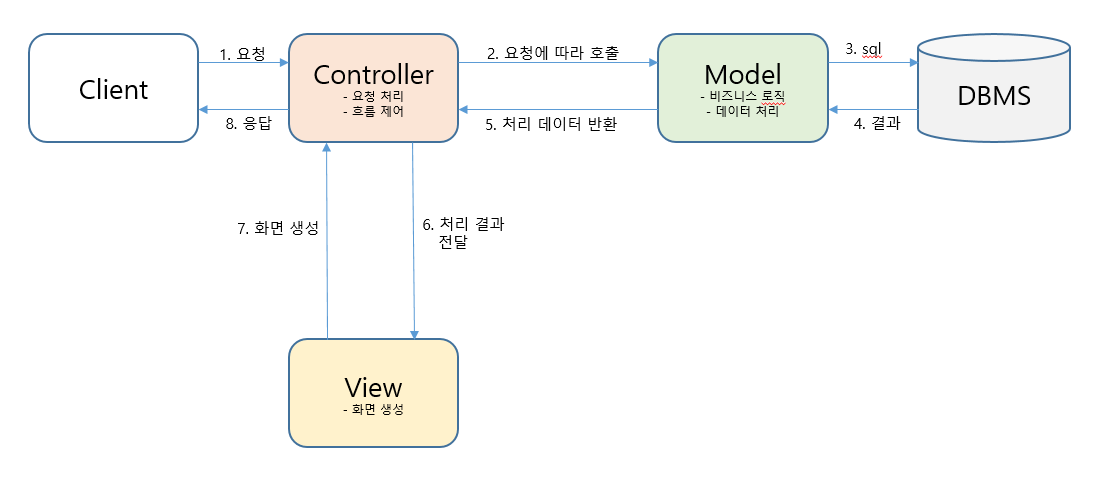 Client
1. 요청
8. 응답
Controller
- 요청 처리
- 흐름 제어
2. 요청에 따라 호출
5. 처리 데이터 반환
Model
- 비즈니스 로직
- 데이터 처리
3. sql
4. 결과
DBMS
7. 화면 생성
6. 처리 결과
전달
View
- 화면 생성